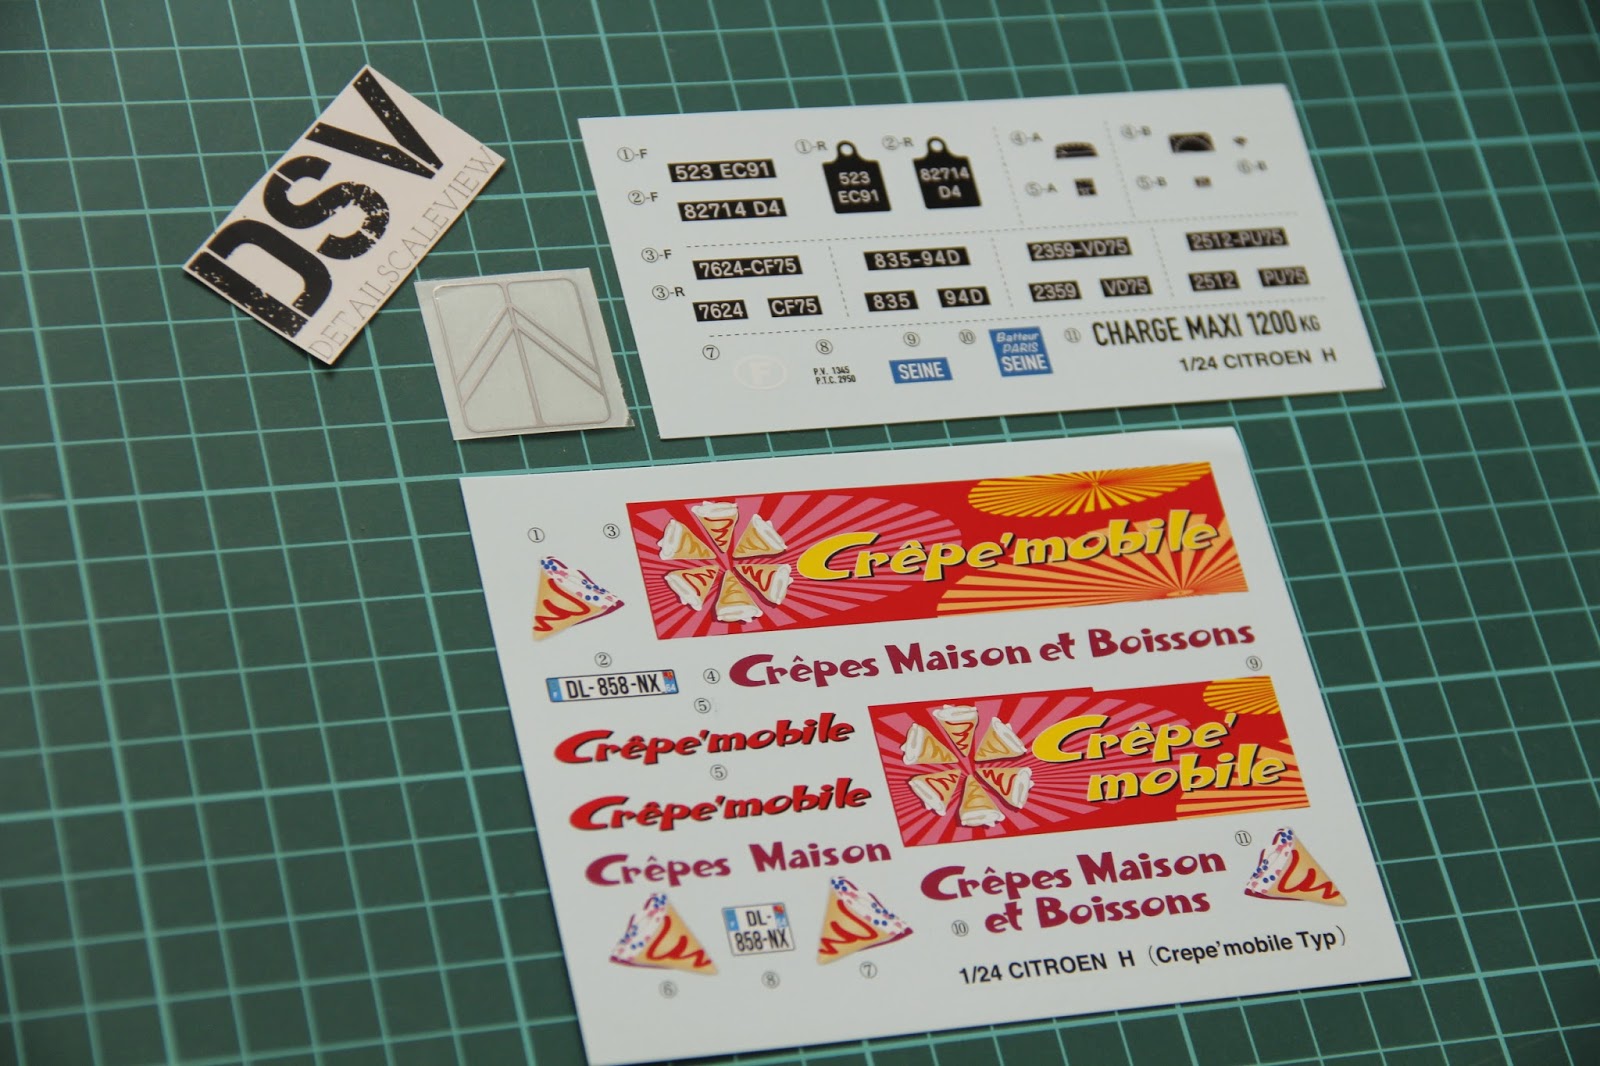 DSV
DETAILSCALEVIEW
①-F 523 EC91
①-R 523 EC91
②-R 82714 D4
④-A
④-B
②-F 82714 D4
⑤-A
⑤-B
⑥-B
③-F 7624-CF75 835-94D 2359-VD75 2512-PU75
③-R 7624 CF75 835 94D 2359 VD75 2512 PU75
⑦ F
⑧ P.V. 1345
P.T.C. 2950
⑨ SEINE
⑩ Batteur
PARIS
SEINE
⑪ CHARGE MAXI 1200 KG
1/24 CITROEN H
①
③ Crêpe'mobile
② DL-858-NX
F 64
④ Crêpes Maison et Boissons
⑤ Crêpe'mobile
⑤ Crêpe'mobile
⑨ Crêpe'
mobile
Crêpes Maison
⑥
⑧ DL-
858-NX
⑦
⑩ Crêpes Maison
et Boissons
⑪
1/24 CITROEN H (Crepe'mobile Typ)